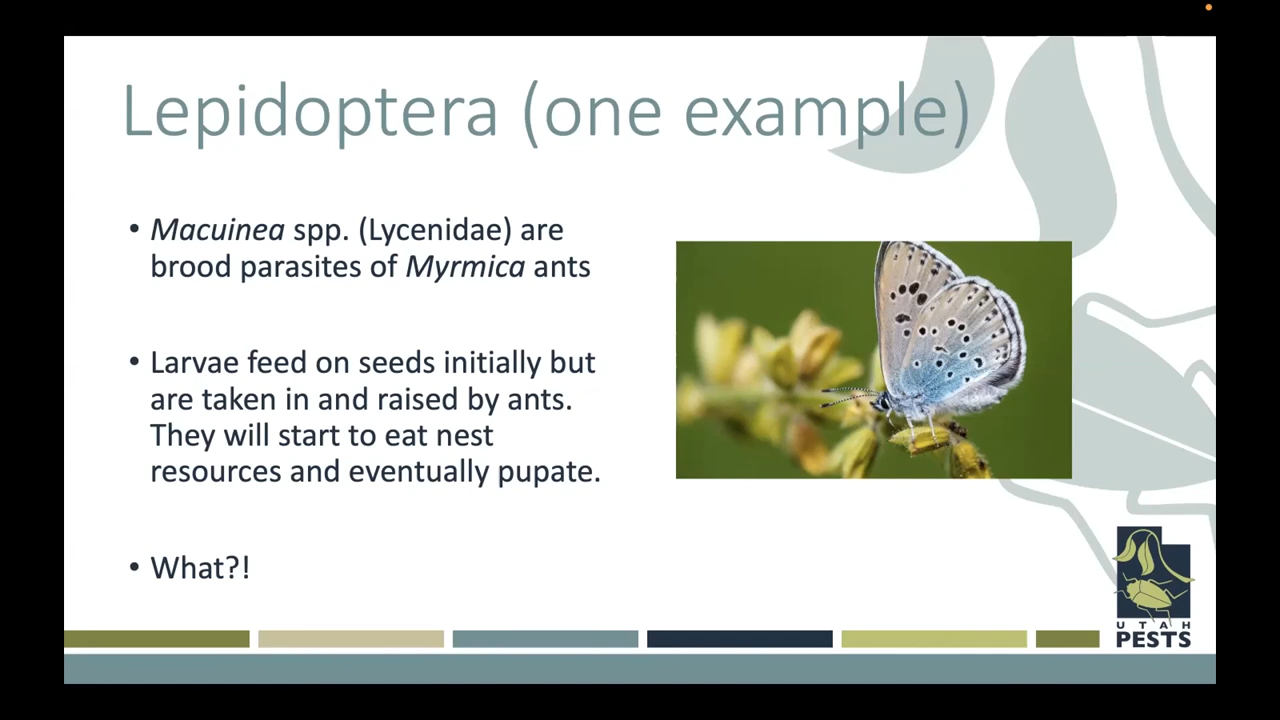 Lepidoptera (one example)
• Macuinea spp. (Lycenidae) are
brood parasites of Myrmica ants
• Larvae feed on seeds initially but
are taken in and raised by ants.
They will start to eat nest
resources and eventually pupate.
• What?!
UTAH
PESTS